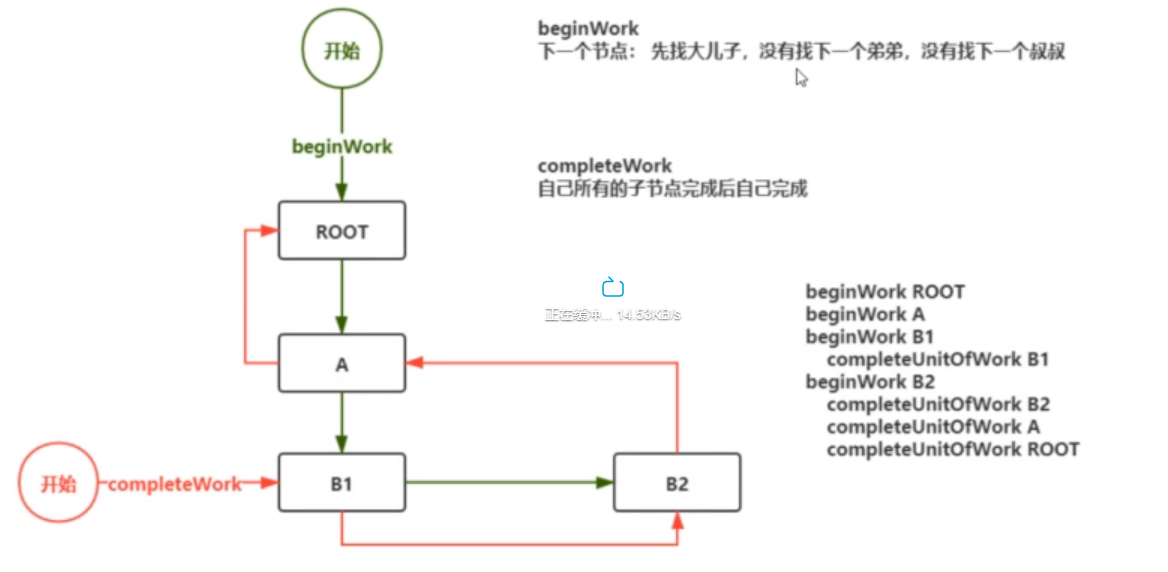 开始
beginWork
下一个节点： 先找大儿子，没有找下一个弟弟，没有找下一个叔叔
beginWork
completeWork
自己所有的子节点完成后自己完成
ROOT
正在缓冲... 14.53KB/s
beginWork ROOT
beginWork A
beginWork B1
completeUnitOfWork B1
beginWork B2
completeUnitOfWork B2
completeUnitOfWork A
completeUnitOfWork ROOT
A
开始
completeWork
B1
B2